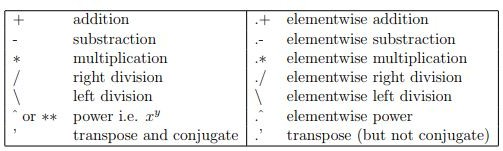 + addition .+ elementwise addition
- substraction .- elementwise substraction
* multiplication .* elementwise multiplication
/ right division ./ elementwise right division
\ left division \ elementwise left division
^ or ** power i.e. x^y .^ elementwise power
' transpose and conjugate .' transpose (but not conjugate)